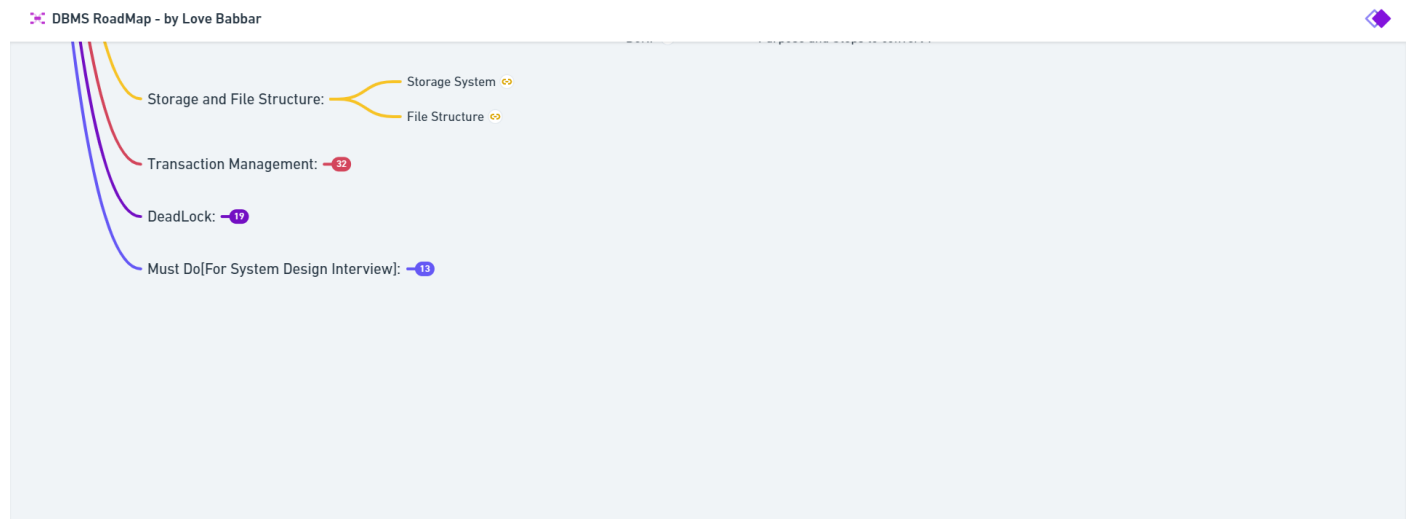 DBMS RoadMap - by Love Babbar
Storage and File Structure:
Storage System
File Structure
Transaction Management: 32
DeadLock: 19
Must Do[For System Design Interview]: 13